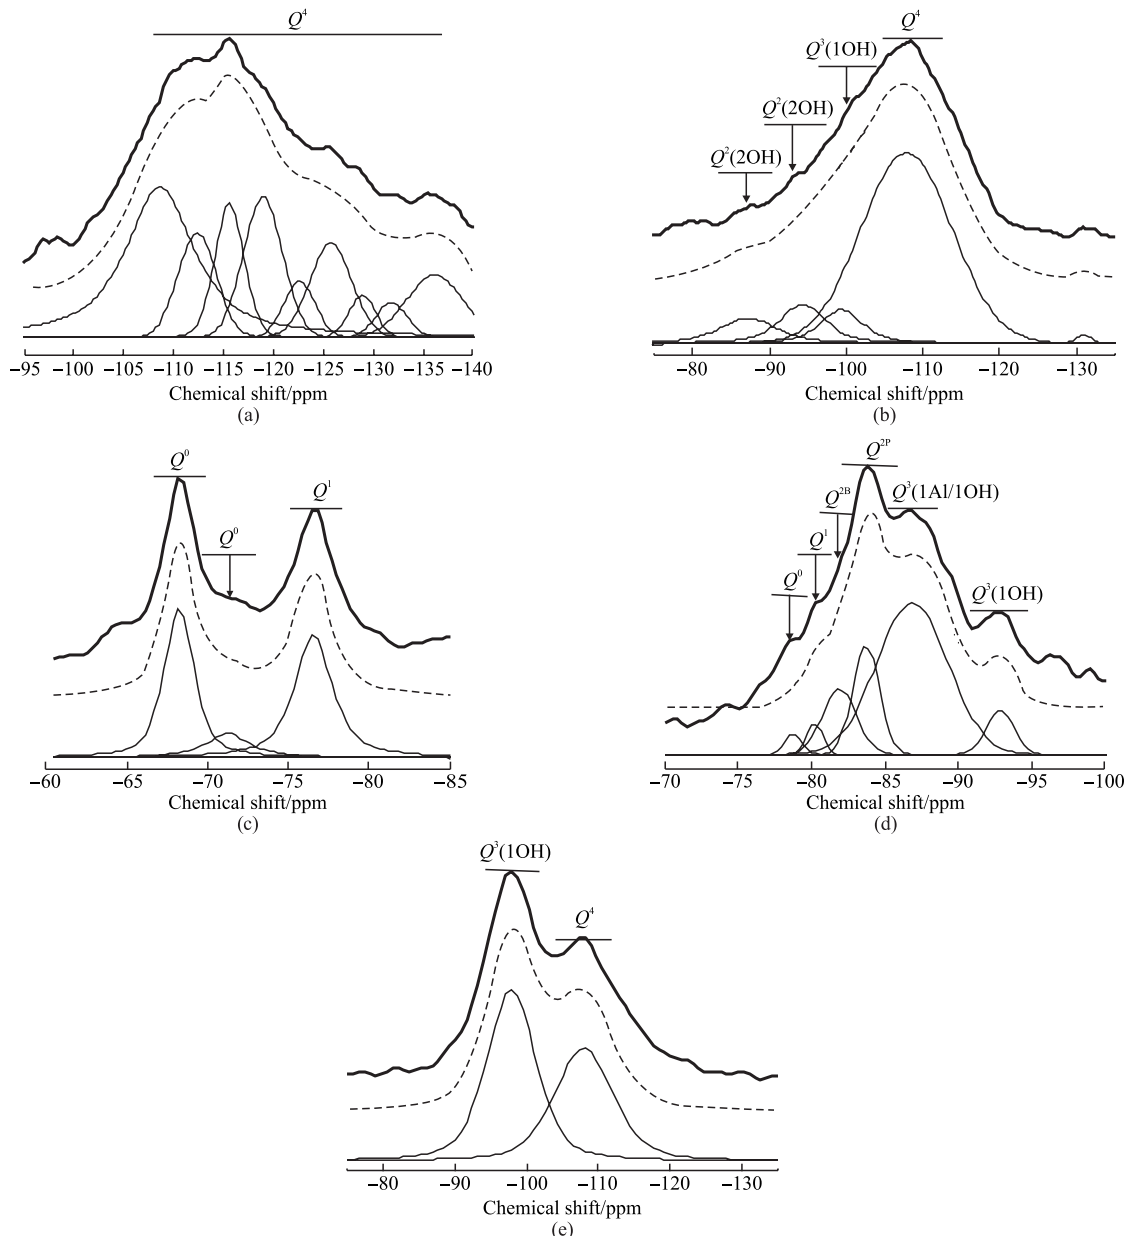 Q⁴
−95 −100 −105 −110 −115 −120 −125 −130 −135 −140
Chemical shift/ppm
(a)
Q⁴
Q³(1OH)
Q²(2OH)
Q²(2OH)
−80 −90 −100 −110 −120 −130
Chemical shift/ppm
(b)
Q⁰
Q¹
Q⁰
−60 −65 −70 −75 −80 −85
Chemical shift/ppm
(c)
Q²ᴾ
Q²ᴮ Q³(1Al/1OH)
Q¹
Q⁰ Q³(1OH)
−70 −75 −80 −85 −90 −95 −100
Chemical shift/ppm
(d)
Q³(1OH)
Q⁴
−80 −90 −100 −110 −120 −130
Chemical shift/ppm
(e)